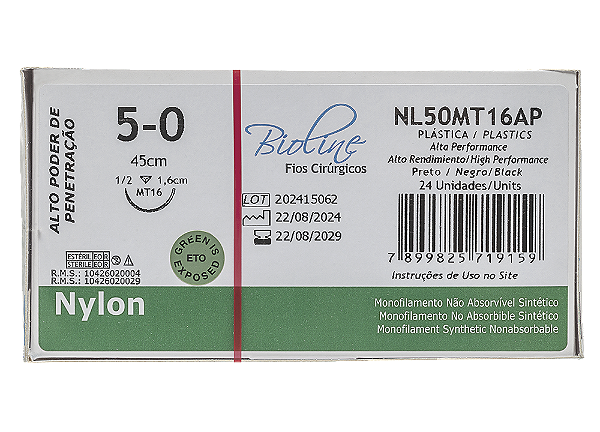 ALTO PODER DE
PENETRAÇÃO
5-0
45cm
1/2 1,6cm
MT16
ESTÉRIL EO R
STERILE EO R
R.M.S.: 10426020004
R.M.S.: 10426020029
GREEN IS
ETO
EXPOSED
Bioline
Fios Cirúrgicos
LOT 202415062
22/08/2024
22/08/2029
NL50MT16AP
PLÁSTICA / PLASTICS
Alta Performance
Alto Rendimiento/High Performance
Preto / Negro/Black
24 Unidades/Units
7 899825 719159
Instruções de Uso no Site
Nylon
Monofilamento Não Absorvível Sintético
Monofilamento No Absorbible Sintético
Monofilament Synthetic Nonabsorbable